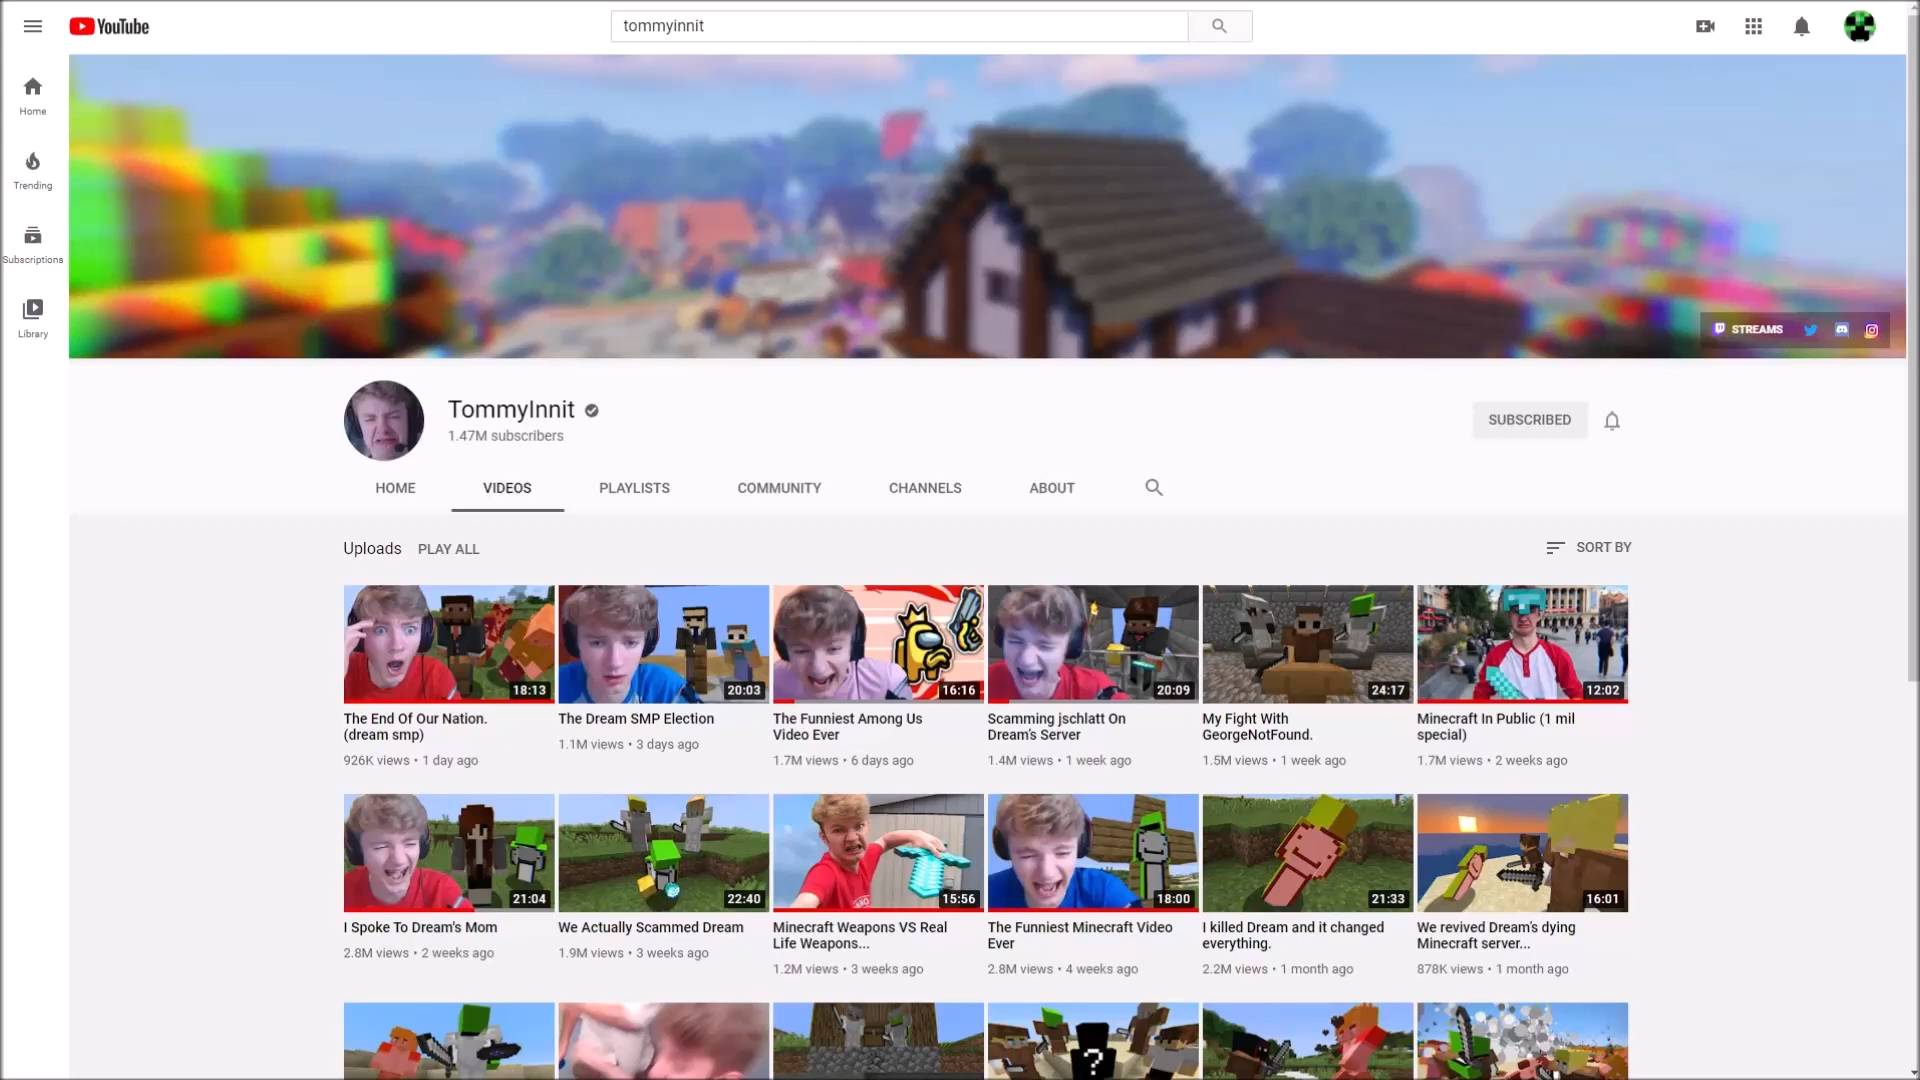 YouTube
tommyinnit
Home
Trending
Subscriptions
Library
STREAMS
TommyInnit
1.47M subscribers
SUBSCRIBED
HOME VIDEOS PLAYLISTS COMMUNITY CHANNELS ABOUT
Uploads PLAY ALL SORT BY
18:13 20:03 16:16 20:09 24:17 12:02
The End Of Our Nation.
(dream smp)
926K views • 1 day ago
The Dream SMP Election
1.1M views • 3 days ago
The Funniest Among Us
Video Ever
1.7M views • 6 days ago
Scamming jschlatt On
Dream's Server
1.4M views • 1 week ago
My Fight With
GeorgeNotFound.
1.5M views • 1 week ago
Minecraft In Public (1 mil
special)
1.7M views • 2 weeks ago
21:04 22:40 15:56 18:00 21:33 16:01
I Spoke To Dream's Mom
2.8M views • 2 weeks ago
We Actually Scammed Dream
1.9M views • 3 weeks ago
Minecraft Weapons VS Real
Life Weapons...
1.2M views • 3 weeks ago
The Funniest Minecraft Video
Ever
2.8M views • 4 weeks ago
I killed Dream and it changed
everything.
2.2M views • 1 month ago
We revived Dream's dying
Minecraft server...
878K views • 1 month ago
?